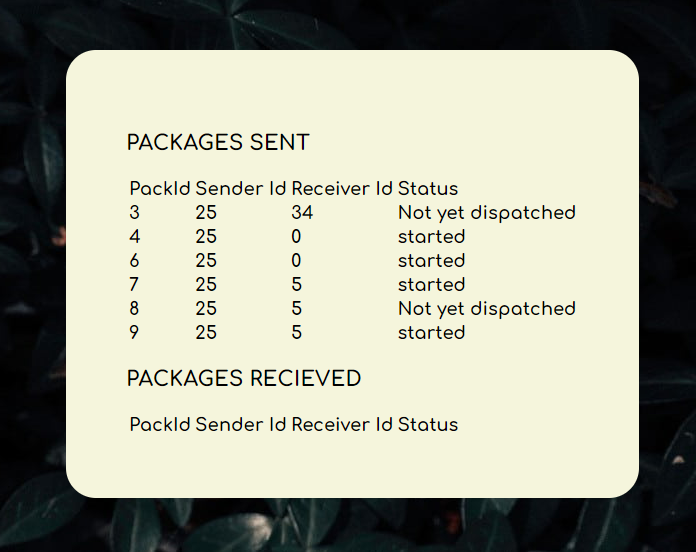 PACKAGES SENT
PackId Sender Id Receiver Id Status
3 25 34 Not yet dispatched
4 25 0 started
6 25 0 started
7 25 5 started
8 25 5 Not yet dispatched
9 25 5 started
PACKAGES RECIEVED
PackId Sender Id Receiver Id Status